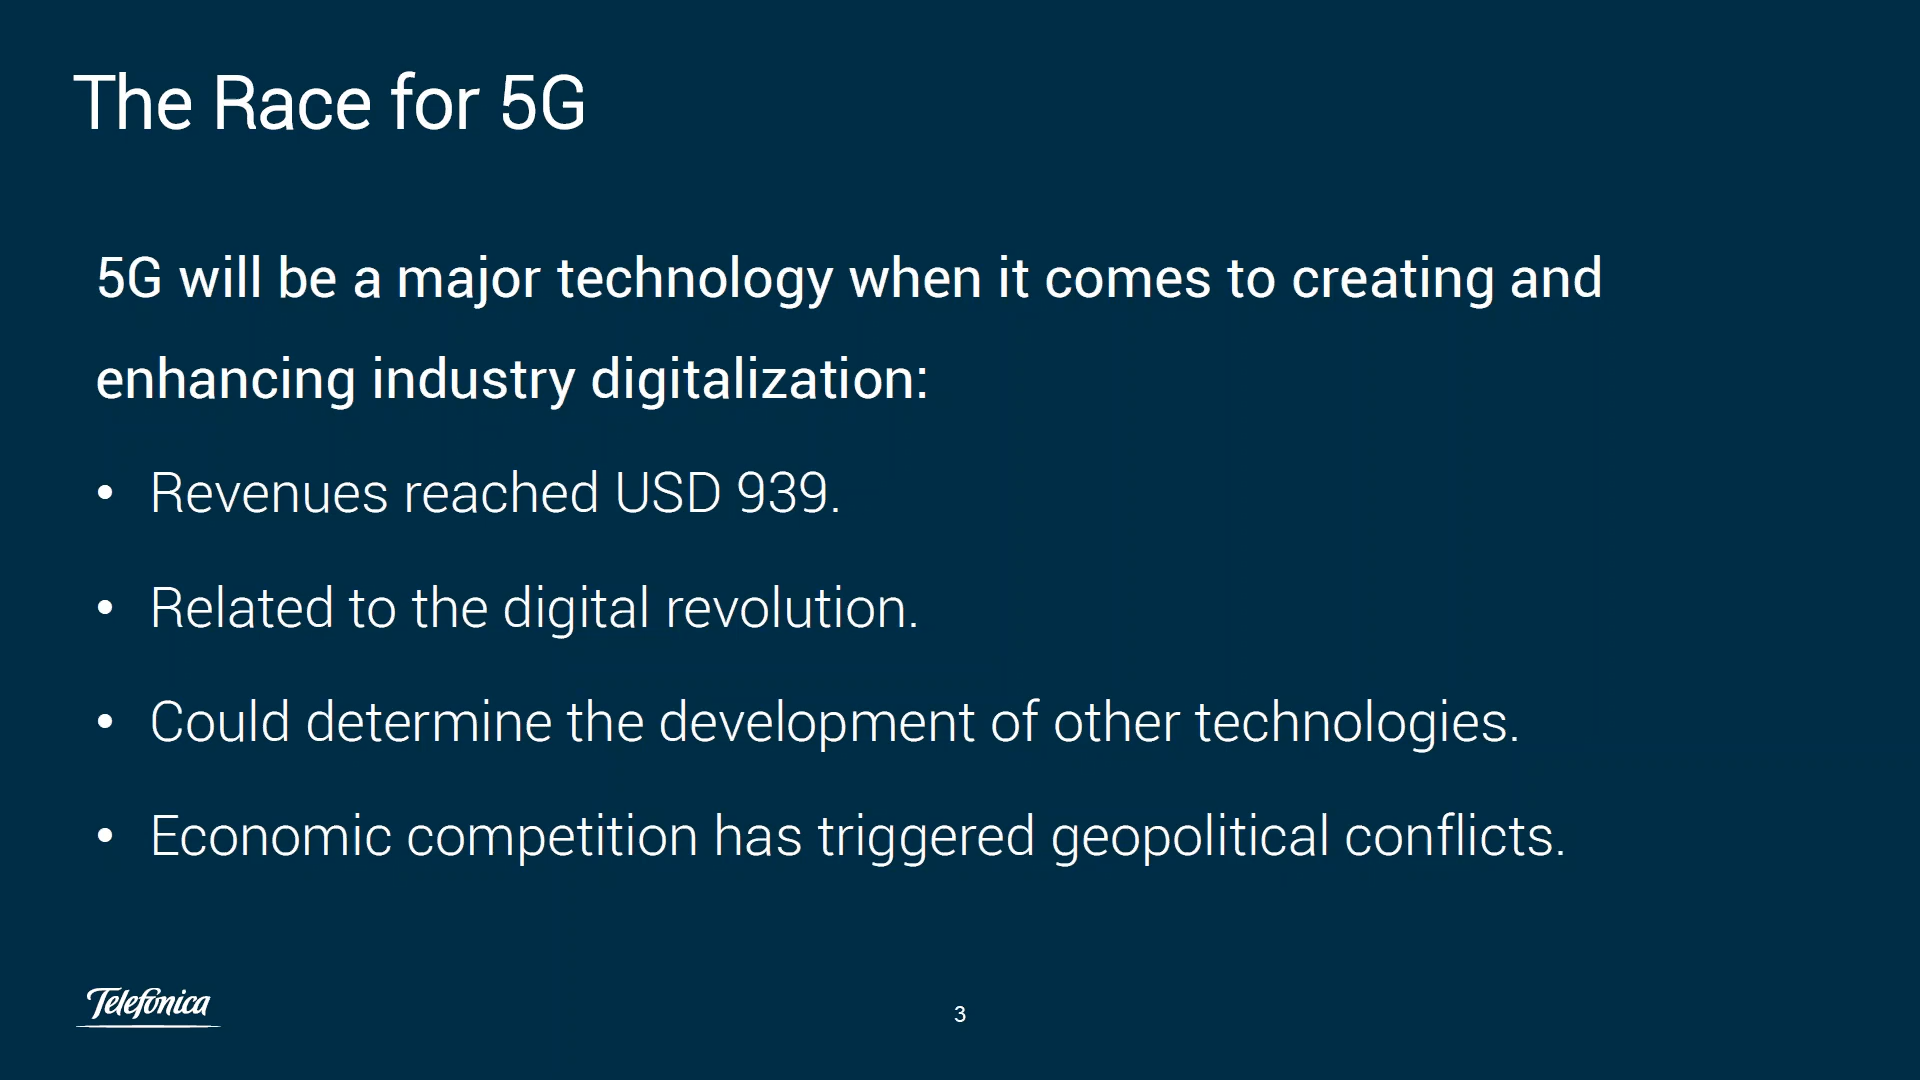 The Race for 5G
5G will be a major technology when it comes to creating and
enhancing industry digitalization:
• Revenues reached USD 939.
• Related to the digital revolution.
• Could determine the development of other technologies.
• Economic competition has triggered geopolitical conflicts.
Telefónica
3